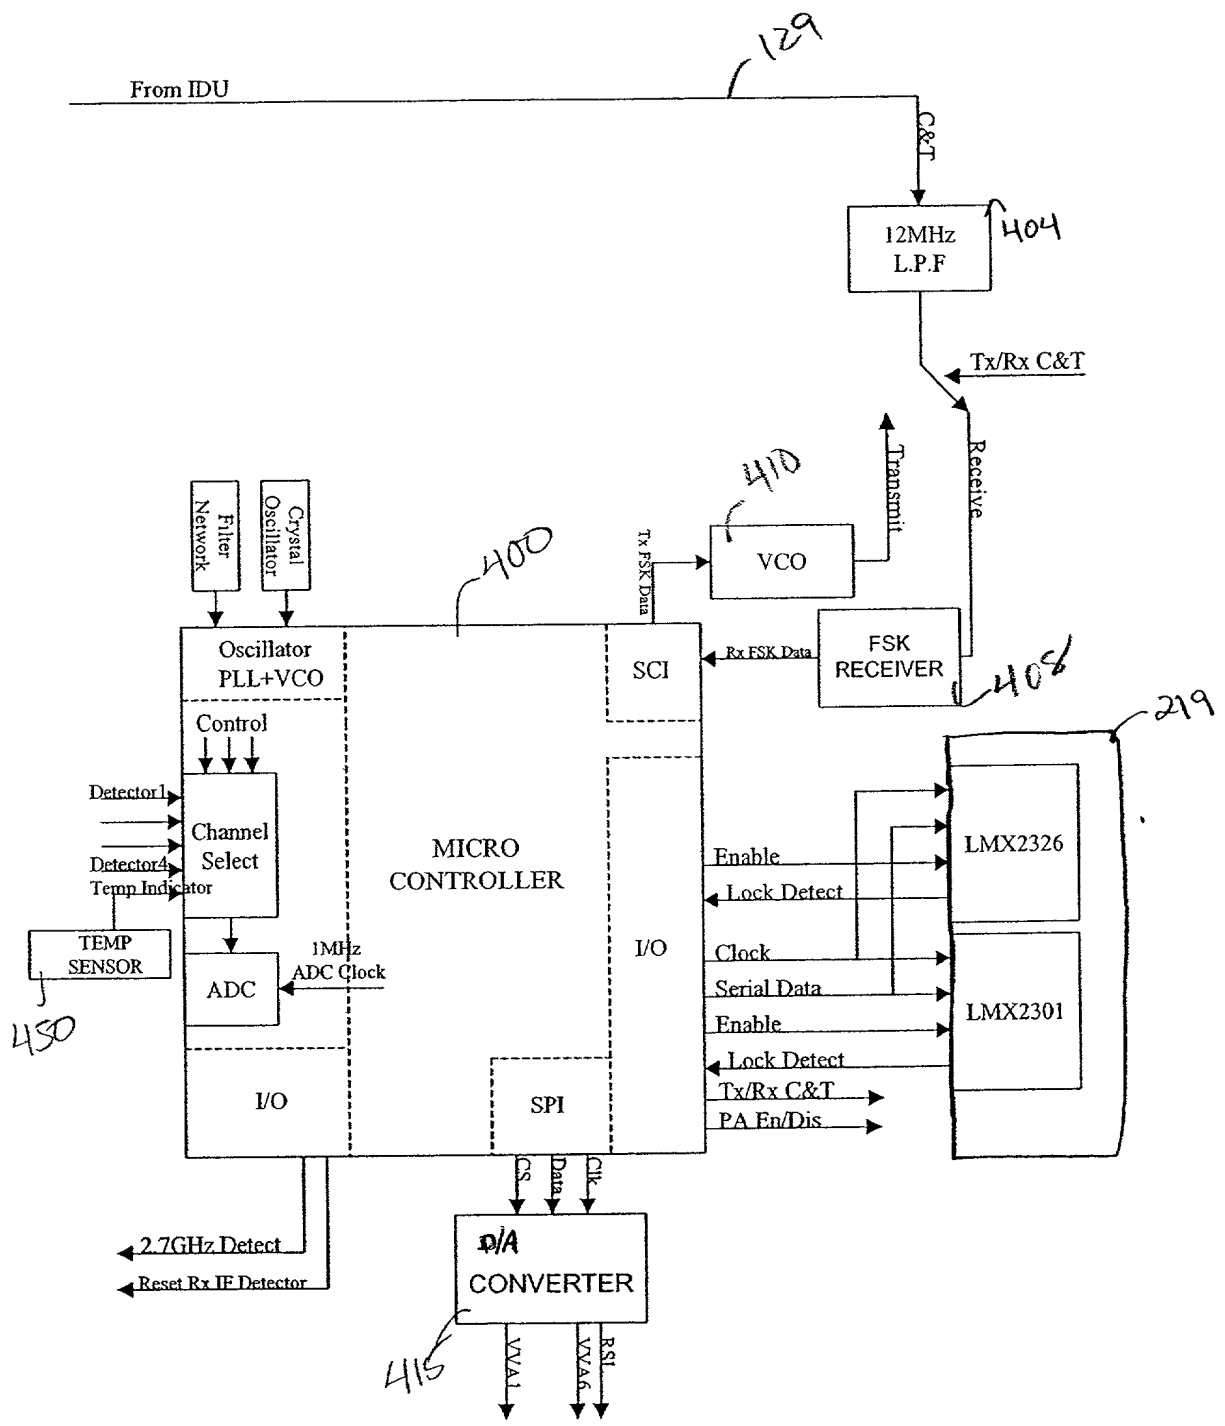 129
From IDU
C&T
12MHz
L.P.F
404
Tx/Rx C&T
Receive
Transmit
410
VCO
Tx FSK Data
Filter
Network
Crystal
Oscillator
400
Oscillator
PLL+VCO
SCI
Rx FSK Data
FSK
RECEIVER
408
219
Control
Detector1
Channel
Select
Detector4
Temp Indicator
TEMP
SENSOR
450
ADC
1MHz
ADC Clock
MICRO
CONTROLLER
I/O
Enable
Lock Detect
Clock
Serial Data
Enable
Lock Detect
Tx/Rx C&T
PA En/Dis
LMX2326
LMX2301
I/O
SPI
CS
Data
Clk
2.7GHz Detect
Reset Rx IF Detector
D/A
CONVERTER
415
VVA1
VVA6
RSL